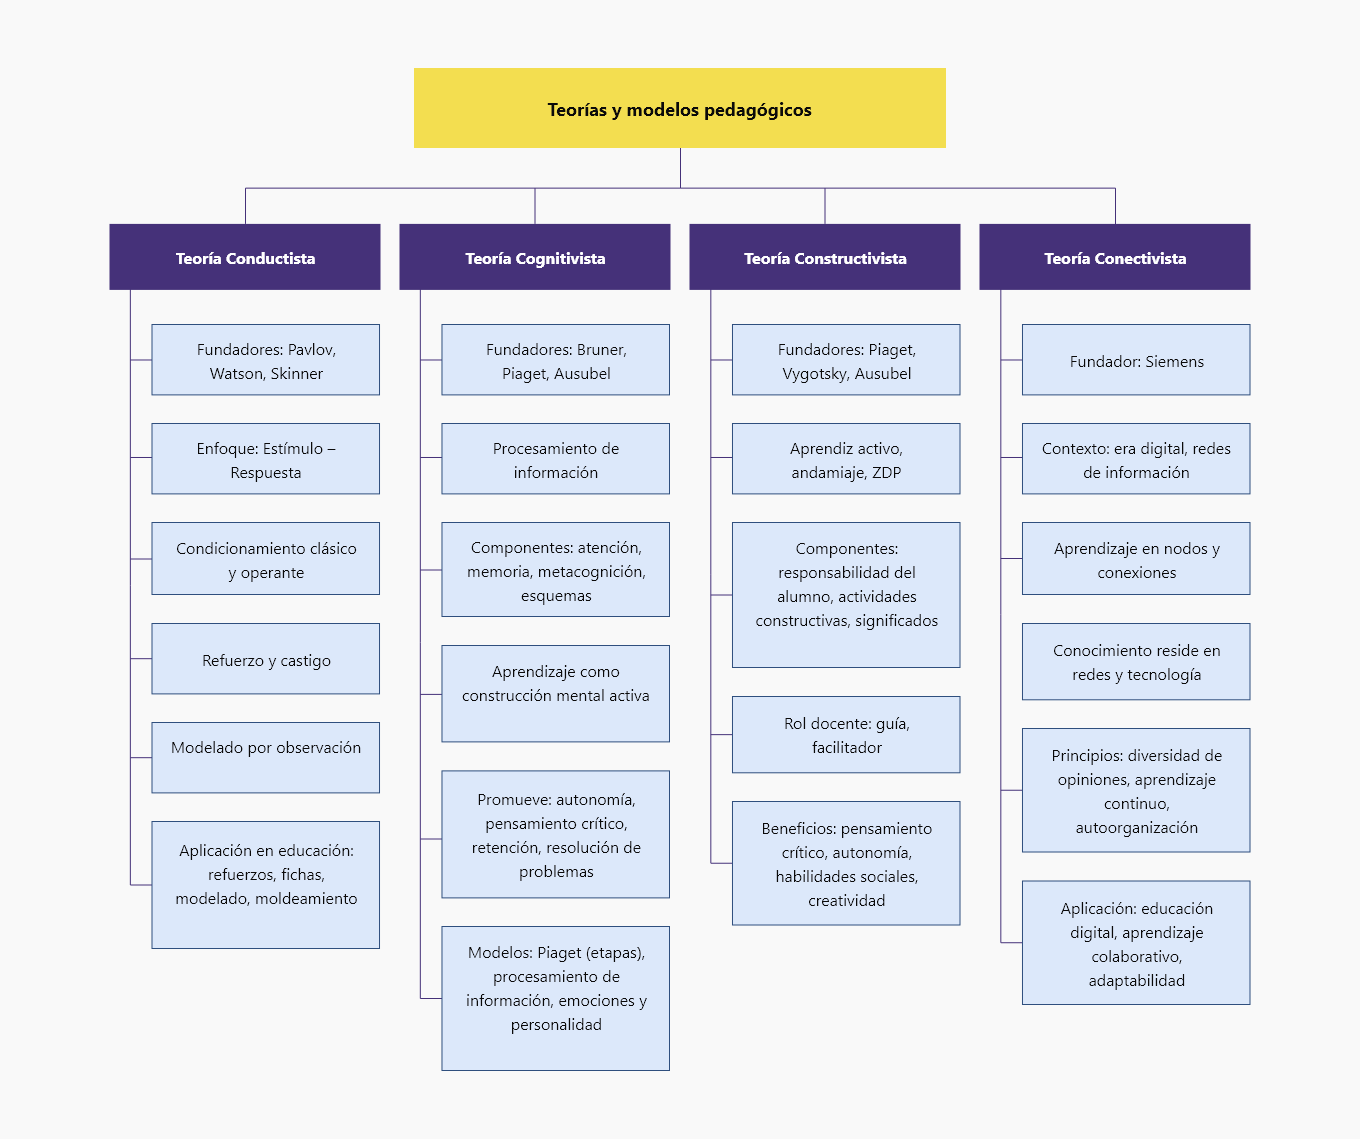 Teorías y modelos pedagógicos
Teoría Conductista
Fundadores: Pavlov,
Watson, Skinner
Enfoque: Estímulo –
Respuesta
Condicionamiento clásico
y operante
Refuerzo y castigo
Modelado por observación
Aplicación en educación:
refuerzos, fichas,
modelado, moldeamiento
Teoría Cognitivista
Fundadores: Bruner,
Piaget, Ausubel
Procesamiento de
información
Componentes: atención,
memoria, metacognición,
esquemas
Aprendizaje como
construcción mental activa
Promueve: autonomía,
pensamiento crítico,
retención, resolución de
problemas
Modelos: Piaget (etapas),
procesamiento de
información, emociones y
personalidad
Teoría Constructivista
Fundadores: Piaget,
Vygotsky, Ausubel
Aprendiz activo,
andamiaje, ZDP
Componentes:
responsabilidad del
alumno, actividades
constructivas, significados
Rol docente: guía,
facilitador
Beneficios: pensamiento
crítico, autonomía,
habilidades sociales,
creatividad
Teoría Conectivista
Fundador: Siemens
Contexto: era digital, redes
de información
Aprendizaje en nodos y
conexiones
Conocimiento reside en
redes y tecnología
Principios: diversidad de
opiniones, aprendizaje
continuo,
autoorganización
Aplicación: educación
digital, aprendizaje
colaborativo,
adaptabilidad